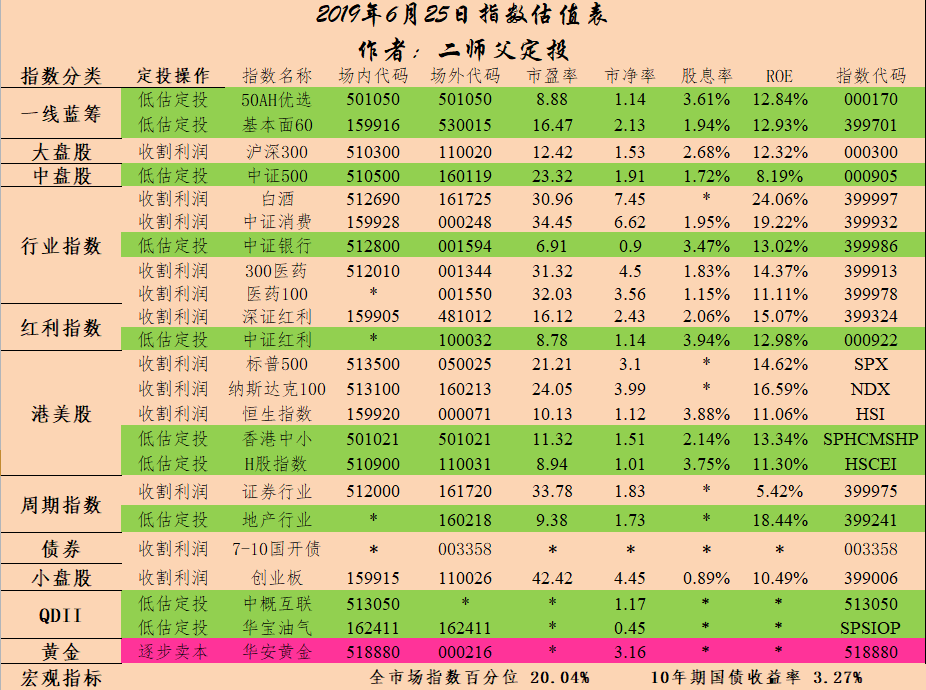 2019年6月25日指数估值表
作者：二师父定投
指数分类 定投操作 指数名称 场内代码 场外代码 市盈率 市净率 股息率 ROE 指数代码
一线蓝筹 低估定投 50AH优选 501050 501050 8.88 1.14 3.61% 12.84% 000170
低估定投 基本面60 159916 530015 16.47 2.13 1.94% 12.93% 399701
大盘股 收割利润 沪深300 510300 110020 12.42 1.53 2.68% 12.32% 000300
中盘股 低估定投 中证500 510500 160119 23.32 1.91 1.72% 8.19% 000905
行业指数 收割利润 白酒 512690 161725 30.96 7.45 * 24.06% 399997
收割利润 中证消费 159928 000248 34.45 6.62 1.95% 19.22% 399932
低估定投 中证银行 512800 001594 6.91 0.9 3.47% 13.02% 399986
收割利润 300医药 512010 001344 31.32 4.5 1.83% 14.37% 399913
收割利润 医药100 * 001550 32.03 3.56 1.15% 11.11% 399978
红利指数 收割利润 深证红利 159905 481012 16.12 2.43 2.06% 15.07% 399324
低估定投 中证红利 * 100032 8.78 1.14 3.94% 12.98% 000922
港美股 收割利润 标普500 513500 050025 21.21 3.1 * 14.62% SPX
收割利润 纳斯达克100 513100 160213 24.05 3.99 * 16.59% NDX
收割利润 恒生指数 159920 000071 10.13 1.12 3.88% 11.06% HSI
低估定投 香港中小 501021 501021 11.32 1.51 2.14% 13.34% SPHCMSHP
低估定投 H股指数 510900 110031 8.94 1.01 3.75% 11.30% HSCEI
周期指数 收割利润 证券行业 512000 161720 33.78 1.83 * 5.42% 399975
低估定投 地产行业 * 160218 9.38 1.73 * 18.44% 399241
债券 收割利润 7-10国开债 * 003358 * * * * 003358
小盘股 收割利润 创业板 159915 110026 42.42 4.45 0.89% 10.49% 399006
QDII 低估定投 中概互联 513050 * * 1.17 * * 513050
低估定投 华宝油气 162411 162411 * 0.45 * * SPSIOP
黄金 逐步卖本 华安黄金 518880 000216 * 3.16 * * 518880
宏观指标 全市场指数百分位 20.04% 10年期国债收益率 3.27%